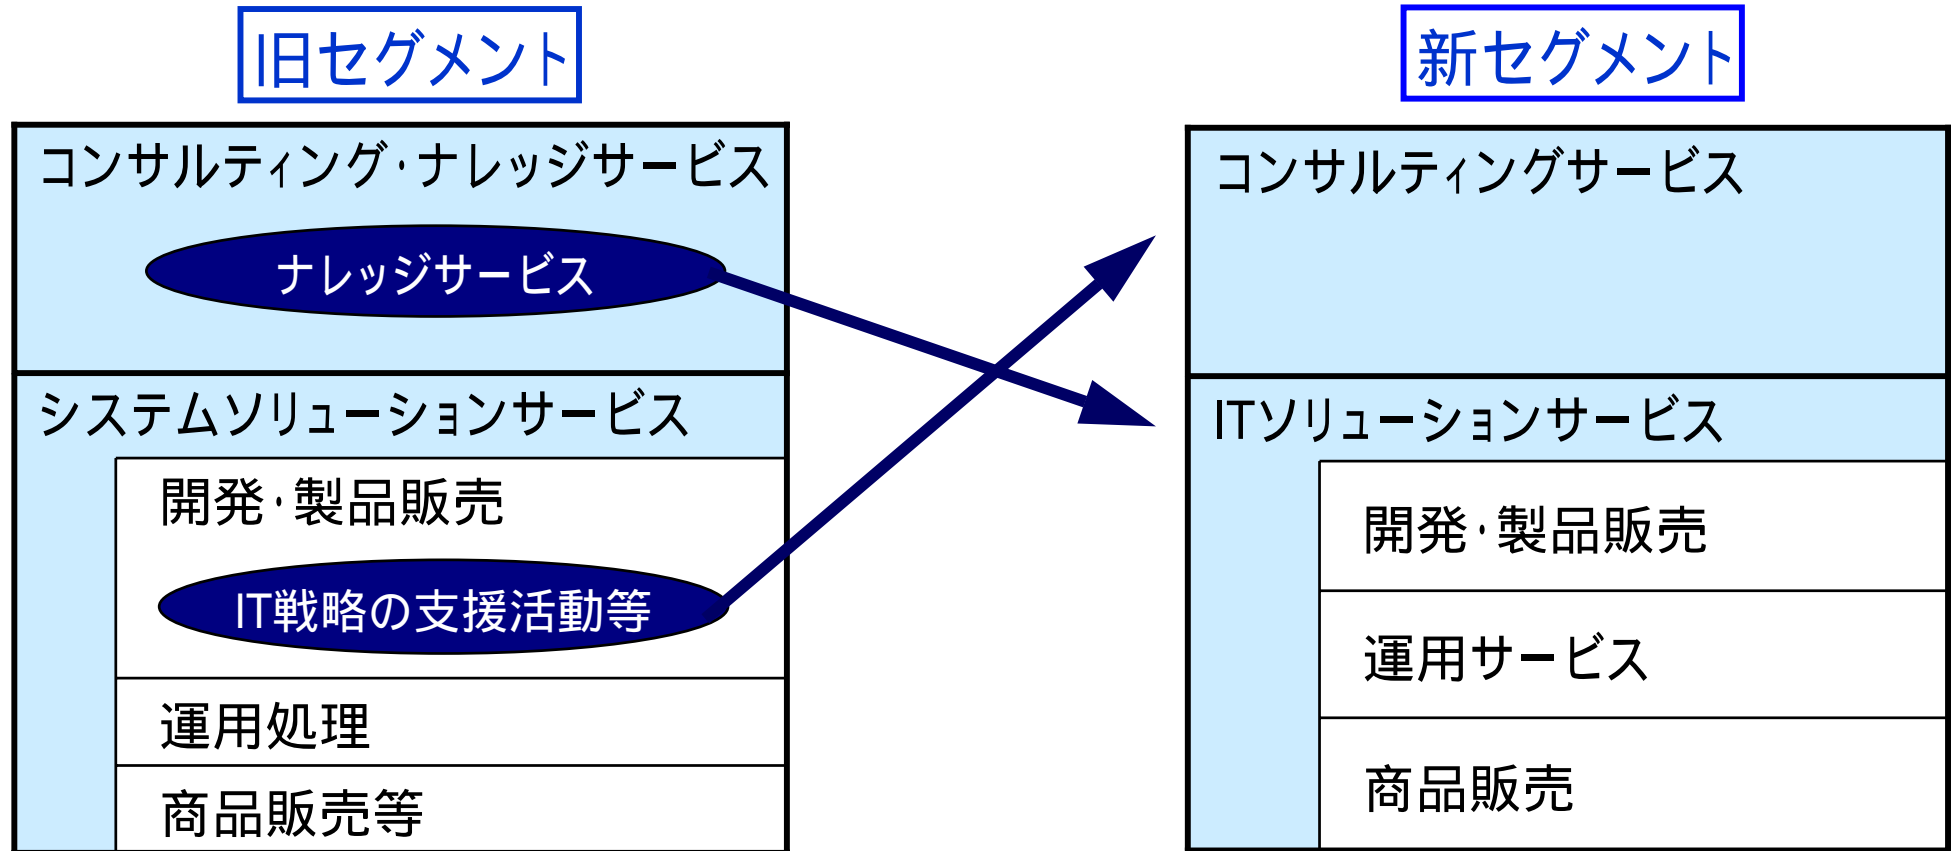 旧セグメント
コンサルティング・ナレッジサービス
ナレッジサービス
システムソリューションサービス
開発・製品販売
IT戦略の支援活動等
運用処理
商品販売等
新セグメント
コンサルティングサービス
ITソリューションサービス
開発・製品販売
運用サービス
商品販売